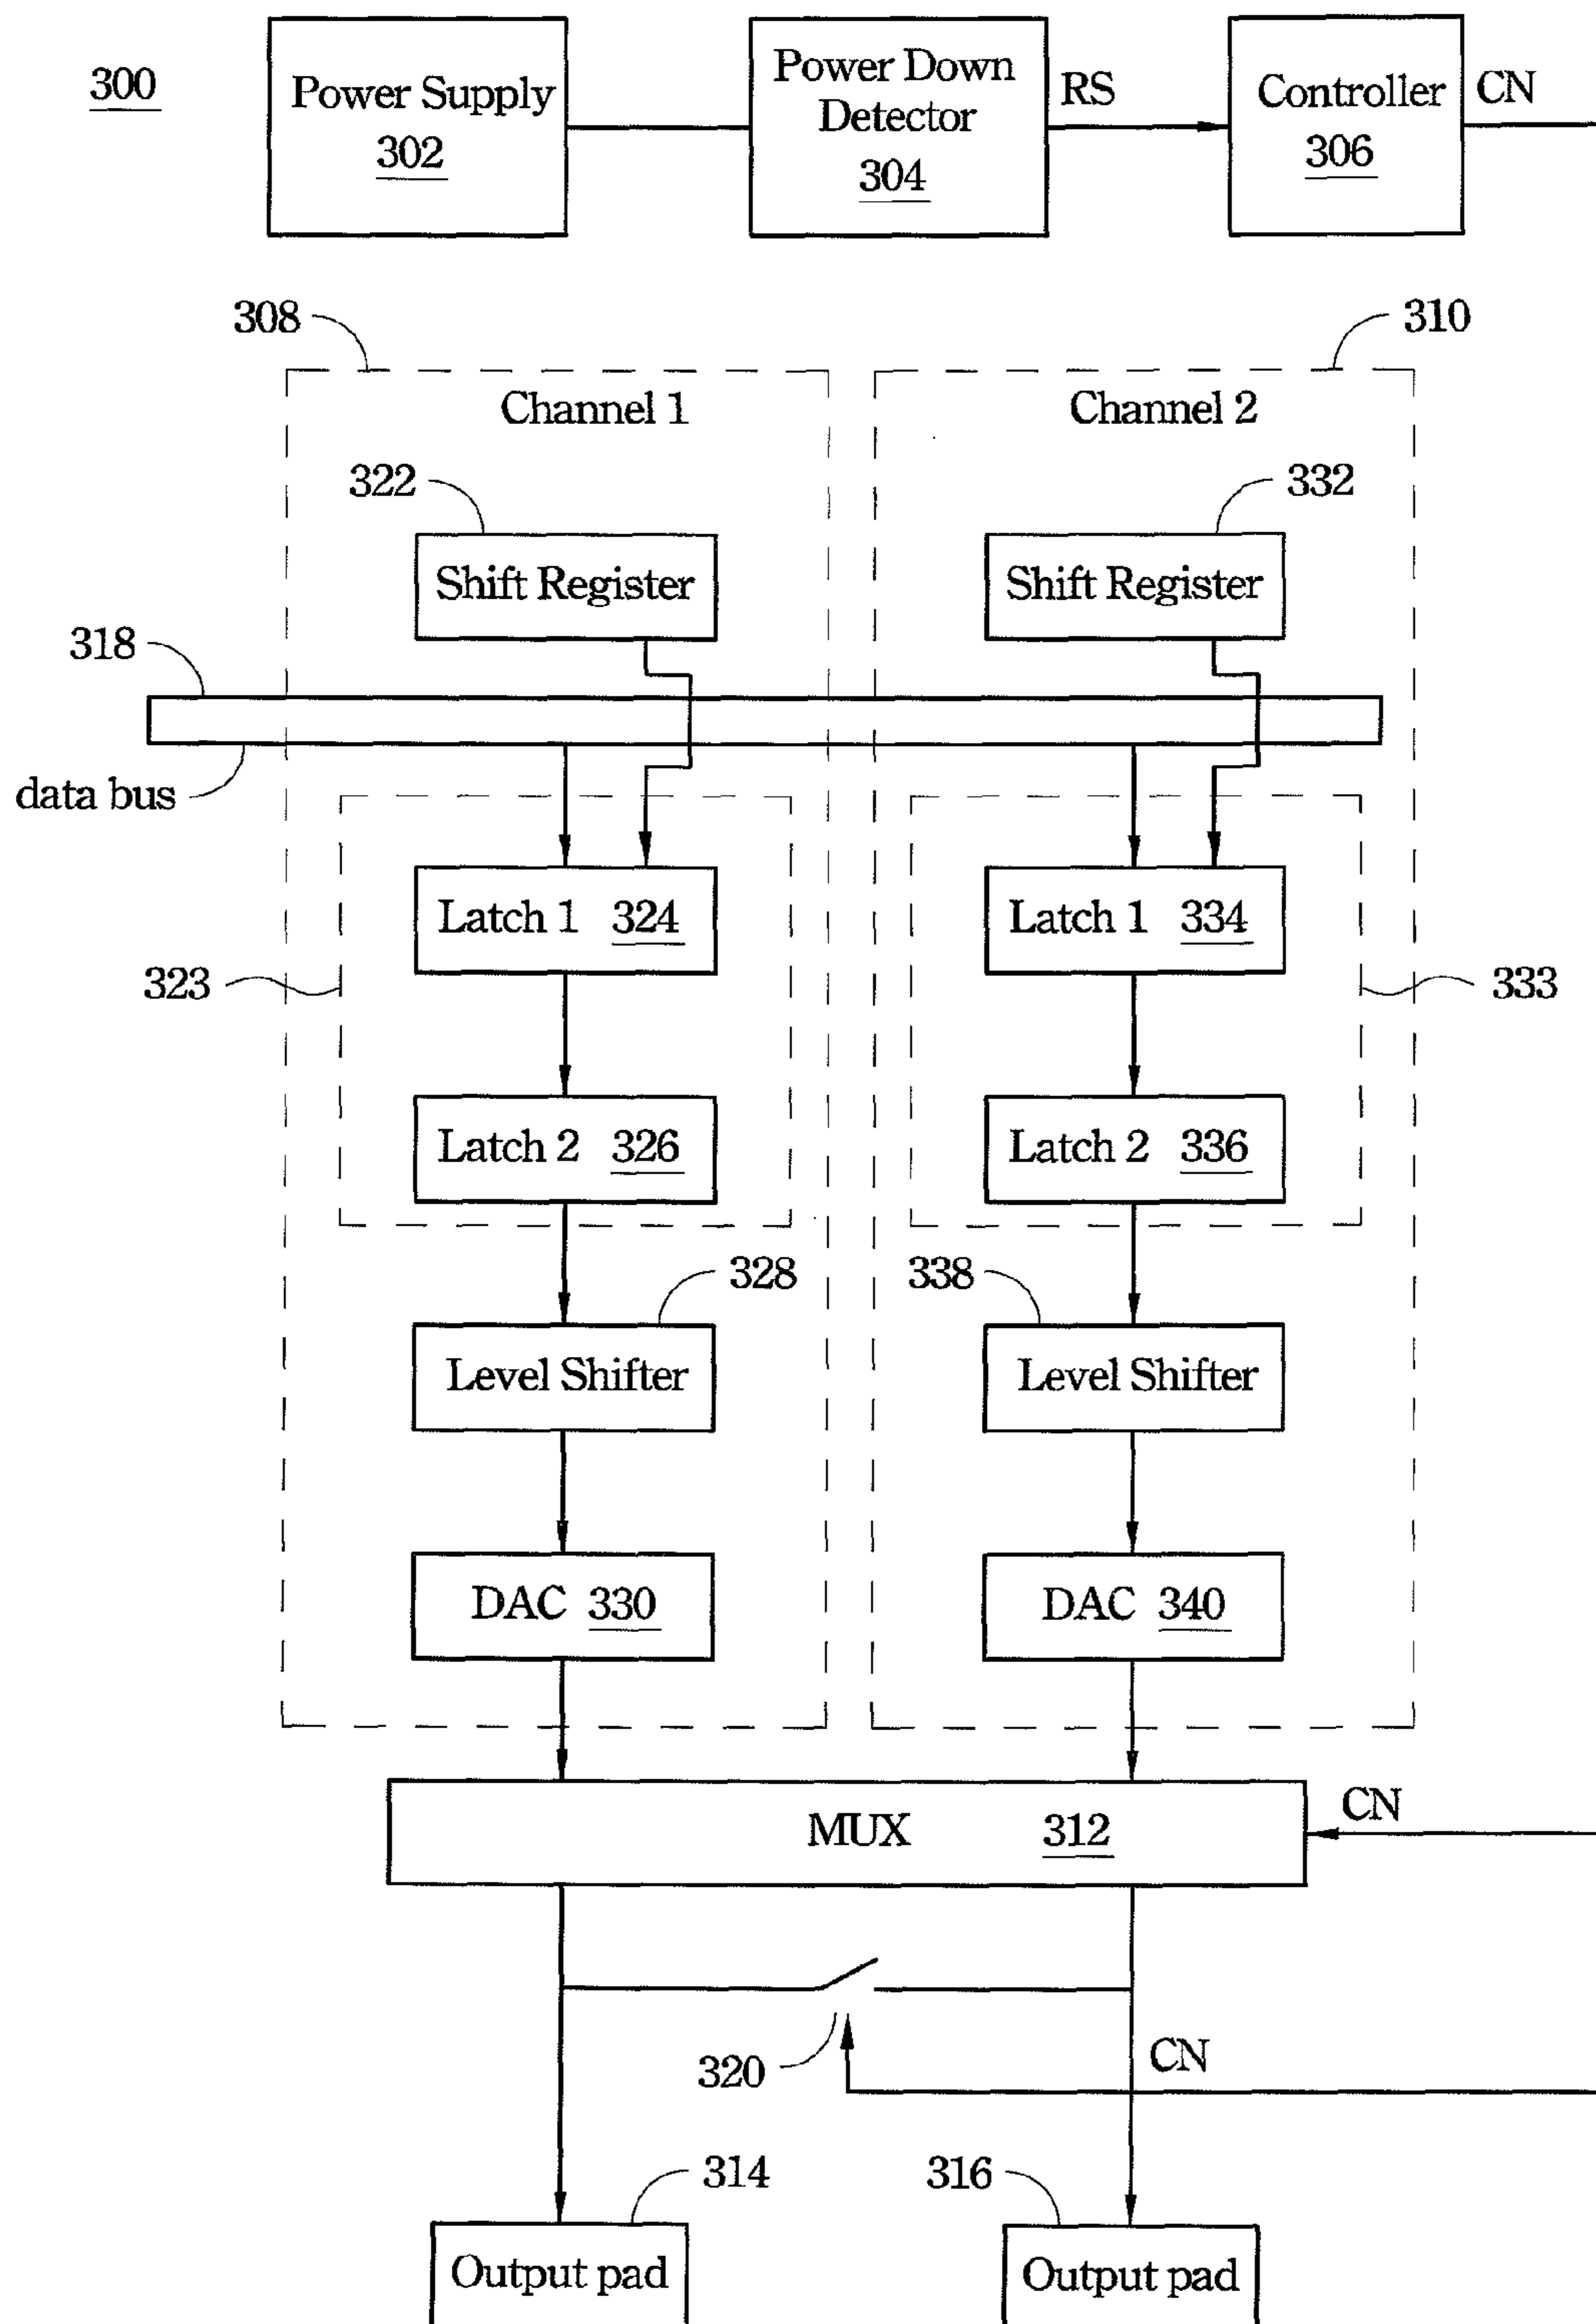 300
Power Supply
302
Power Down
Detector
304
RS
Controller
306
CN
308
310
Channel 1
Channel 2
322
332
Shift Register
Shift Register
318
data bus
Latch 1 324
Latch 1 334
323
333
Latch 2 326
Latch 2 336
328
338
Level Shifter
Level Shifter
DAC 330
DAC 340
MUX 312
CN
320
CN
314
316
Output pad
Output pad